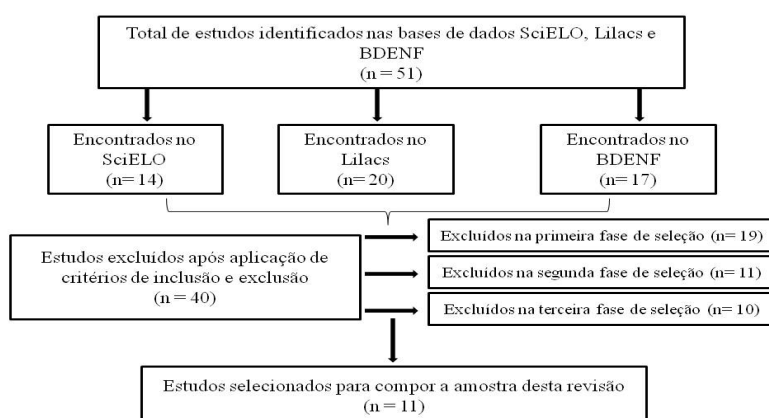 Total de estudos identificados nas bases de dados SciELO, Lilacs e
BDENF
(n = 51)
Encontrados no
SciELO
(n= 14)
Encontrados no
Lilacs
(n= 20)
Encontrados no
BDENF
(n= 17)
Estudos excluídos após aplicação de
critérios de inclusão e exclusão
(n = 40)
Excluídos na primeira fase de seleção (n= 19)
Excluídos na segunda fase de seleção (n= 11)
Excluídos na terceira fase de seleção (n= 10)
Estudos selecionados para compor a amostra desta revisão
(n = 11)